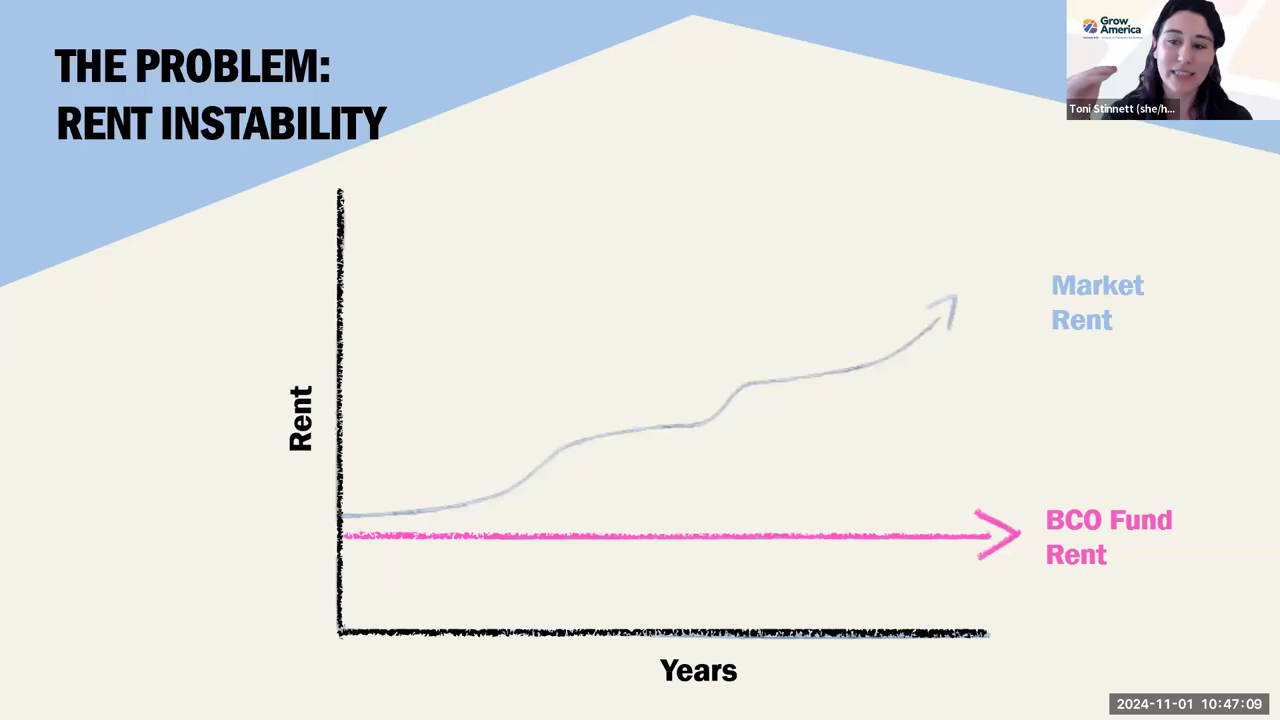 THE PROBLEM:
RENT INSTABILITY
Grow
America
Toni Stinnett (she/h...
Market
Rent
Rent
BCO Fund
Rent
Years
2024-11-01 10:47:09